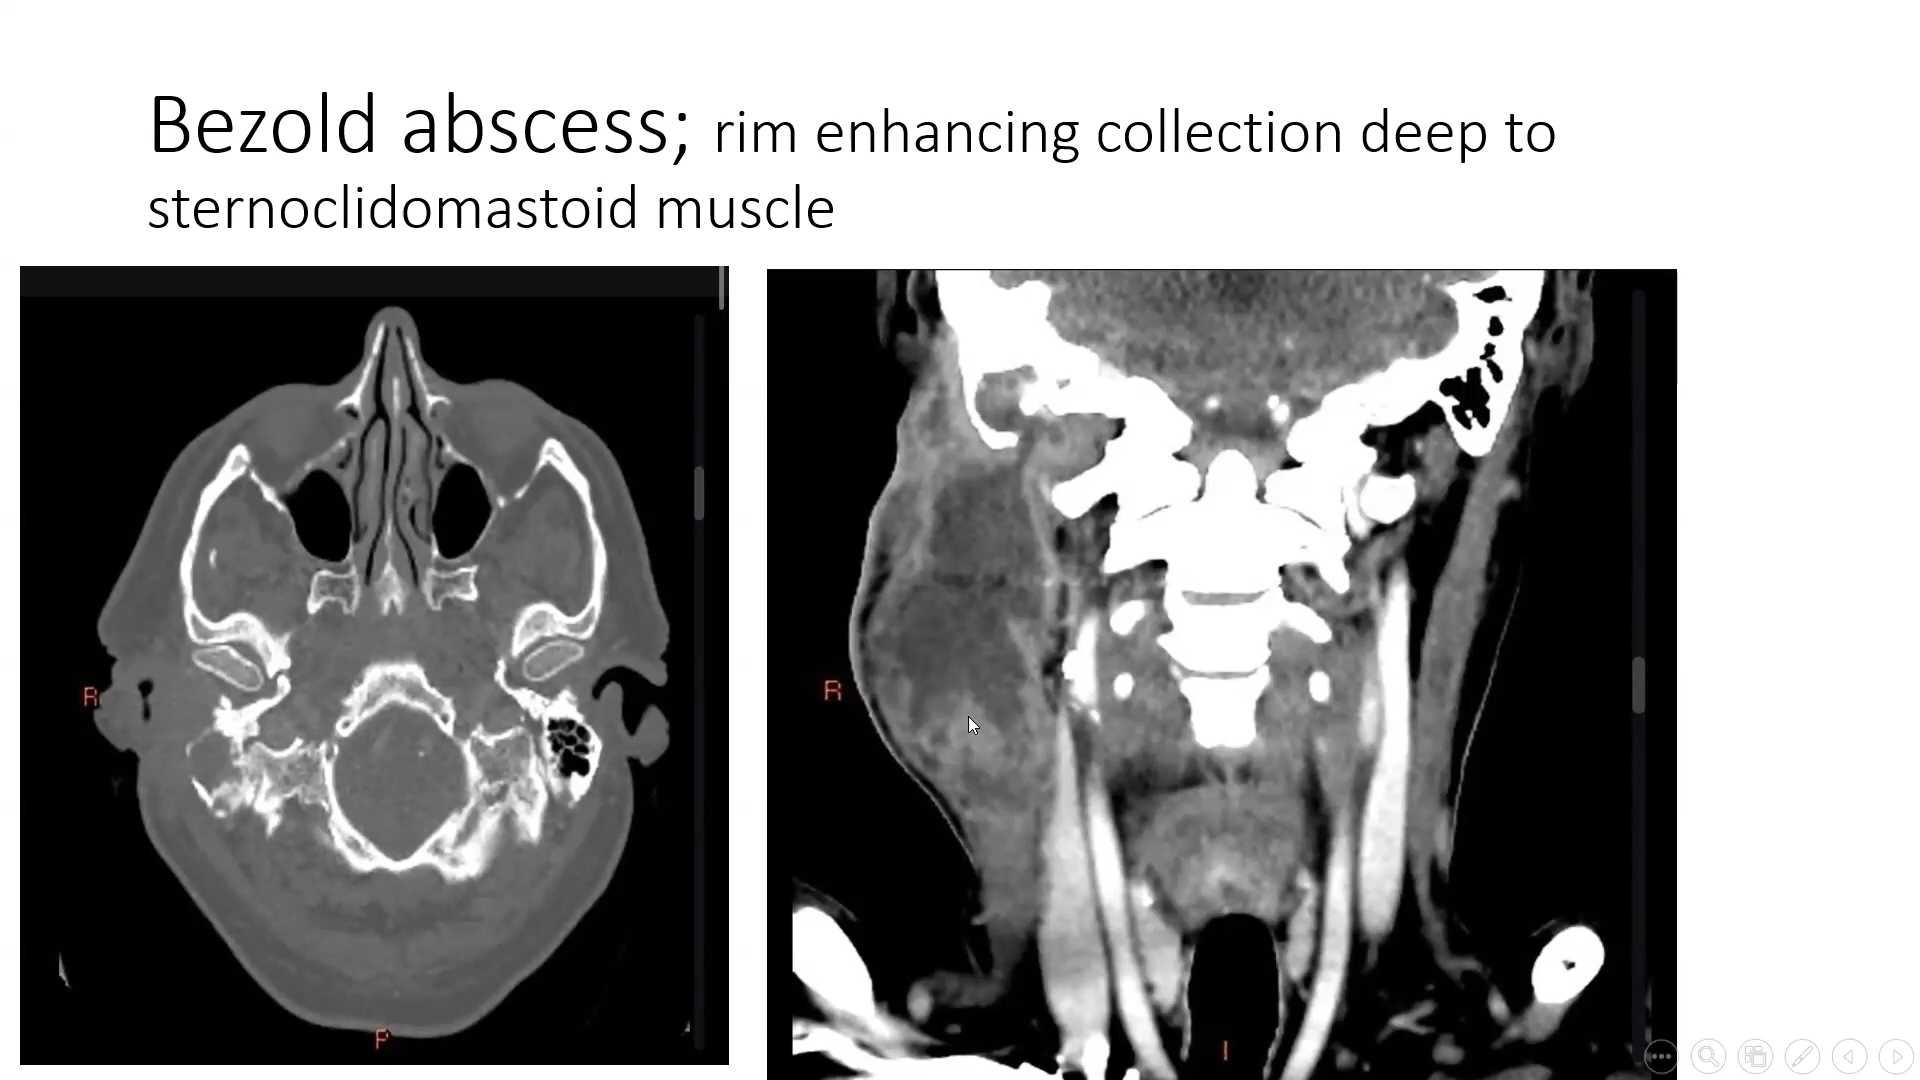 Bezold abscess; rim enhancing collection deep to
sternoclidomastoid muscle
R
R
P
I